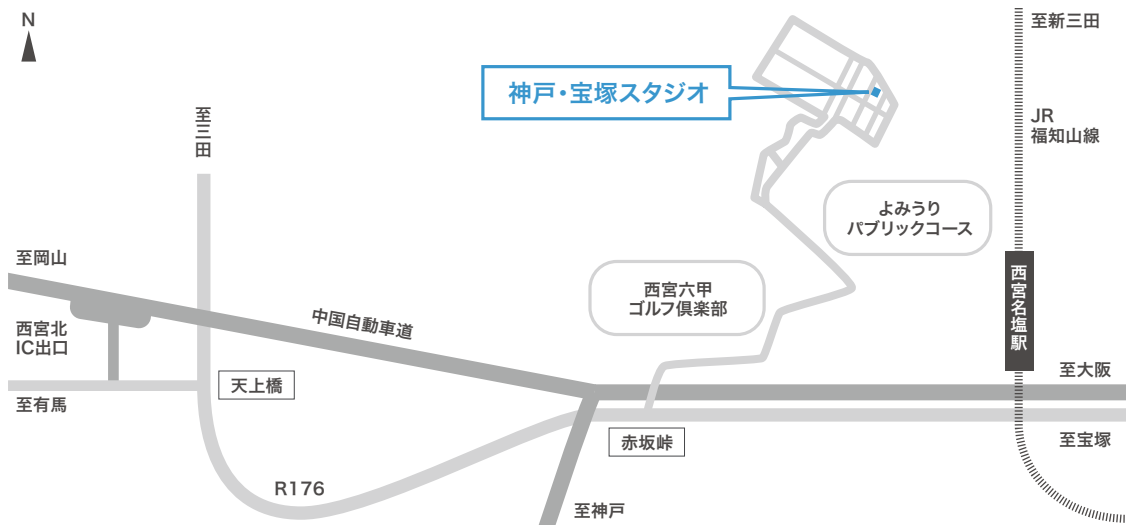 N
至新三田
神戸・宝塚スタジオ
至三田
JR
福知山線
よみうり
パブリックコース
至岡山
西宮六甲
ゴルフ倶楽部
西宮名塩駅
中国自動車道
西宮北
IC出口
至大阪
天上橋
至有馬
赤坂峠
至宝塚
R176
至神戸